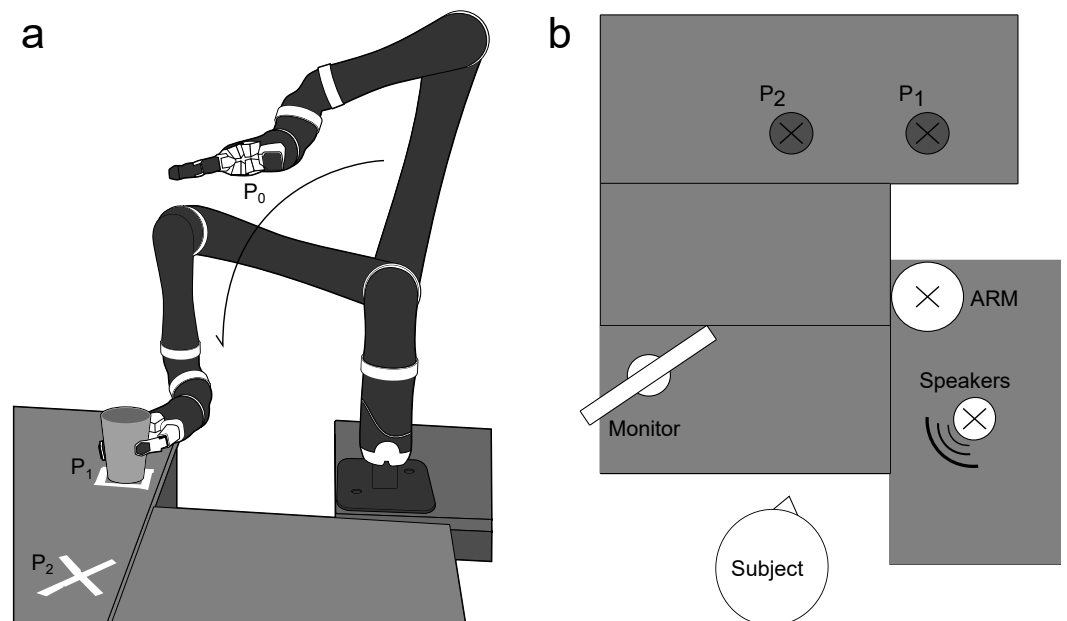 a
P0
P1
P2
b
P2
P1
ARM
Speakers
Monitor
Subject